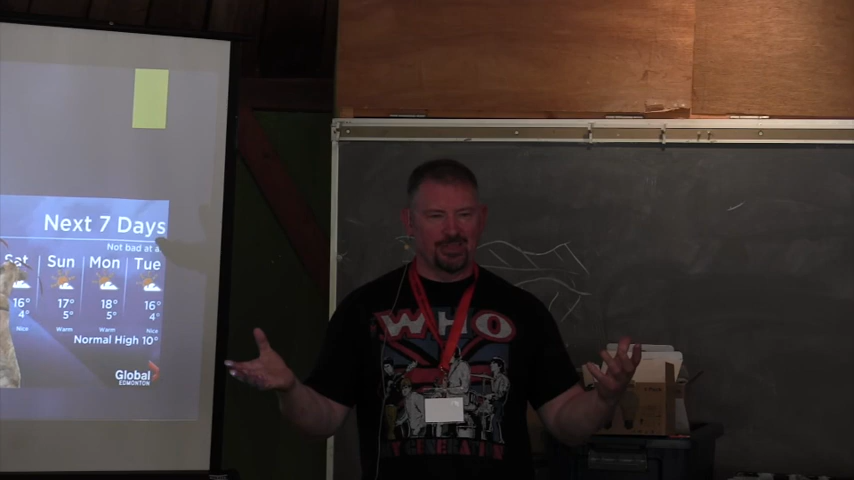 Next 7 Days
Not bad at a
Sat Sun Mon Tue
16° 17° 18° 16°
4° 5° 5° 4°
Nice Warm Warm Nice
Normal High 10°
Global
EDMONTON
WHO
Y GENERATION